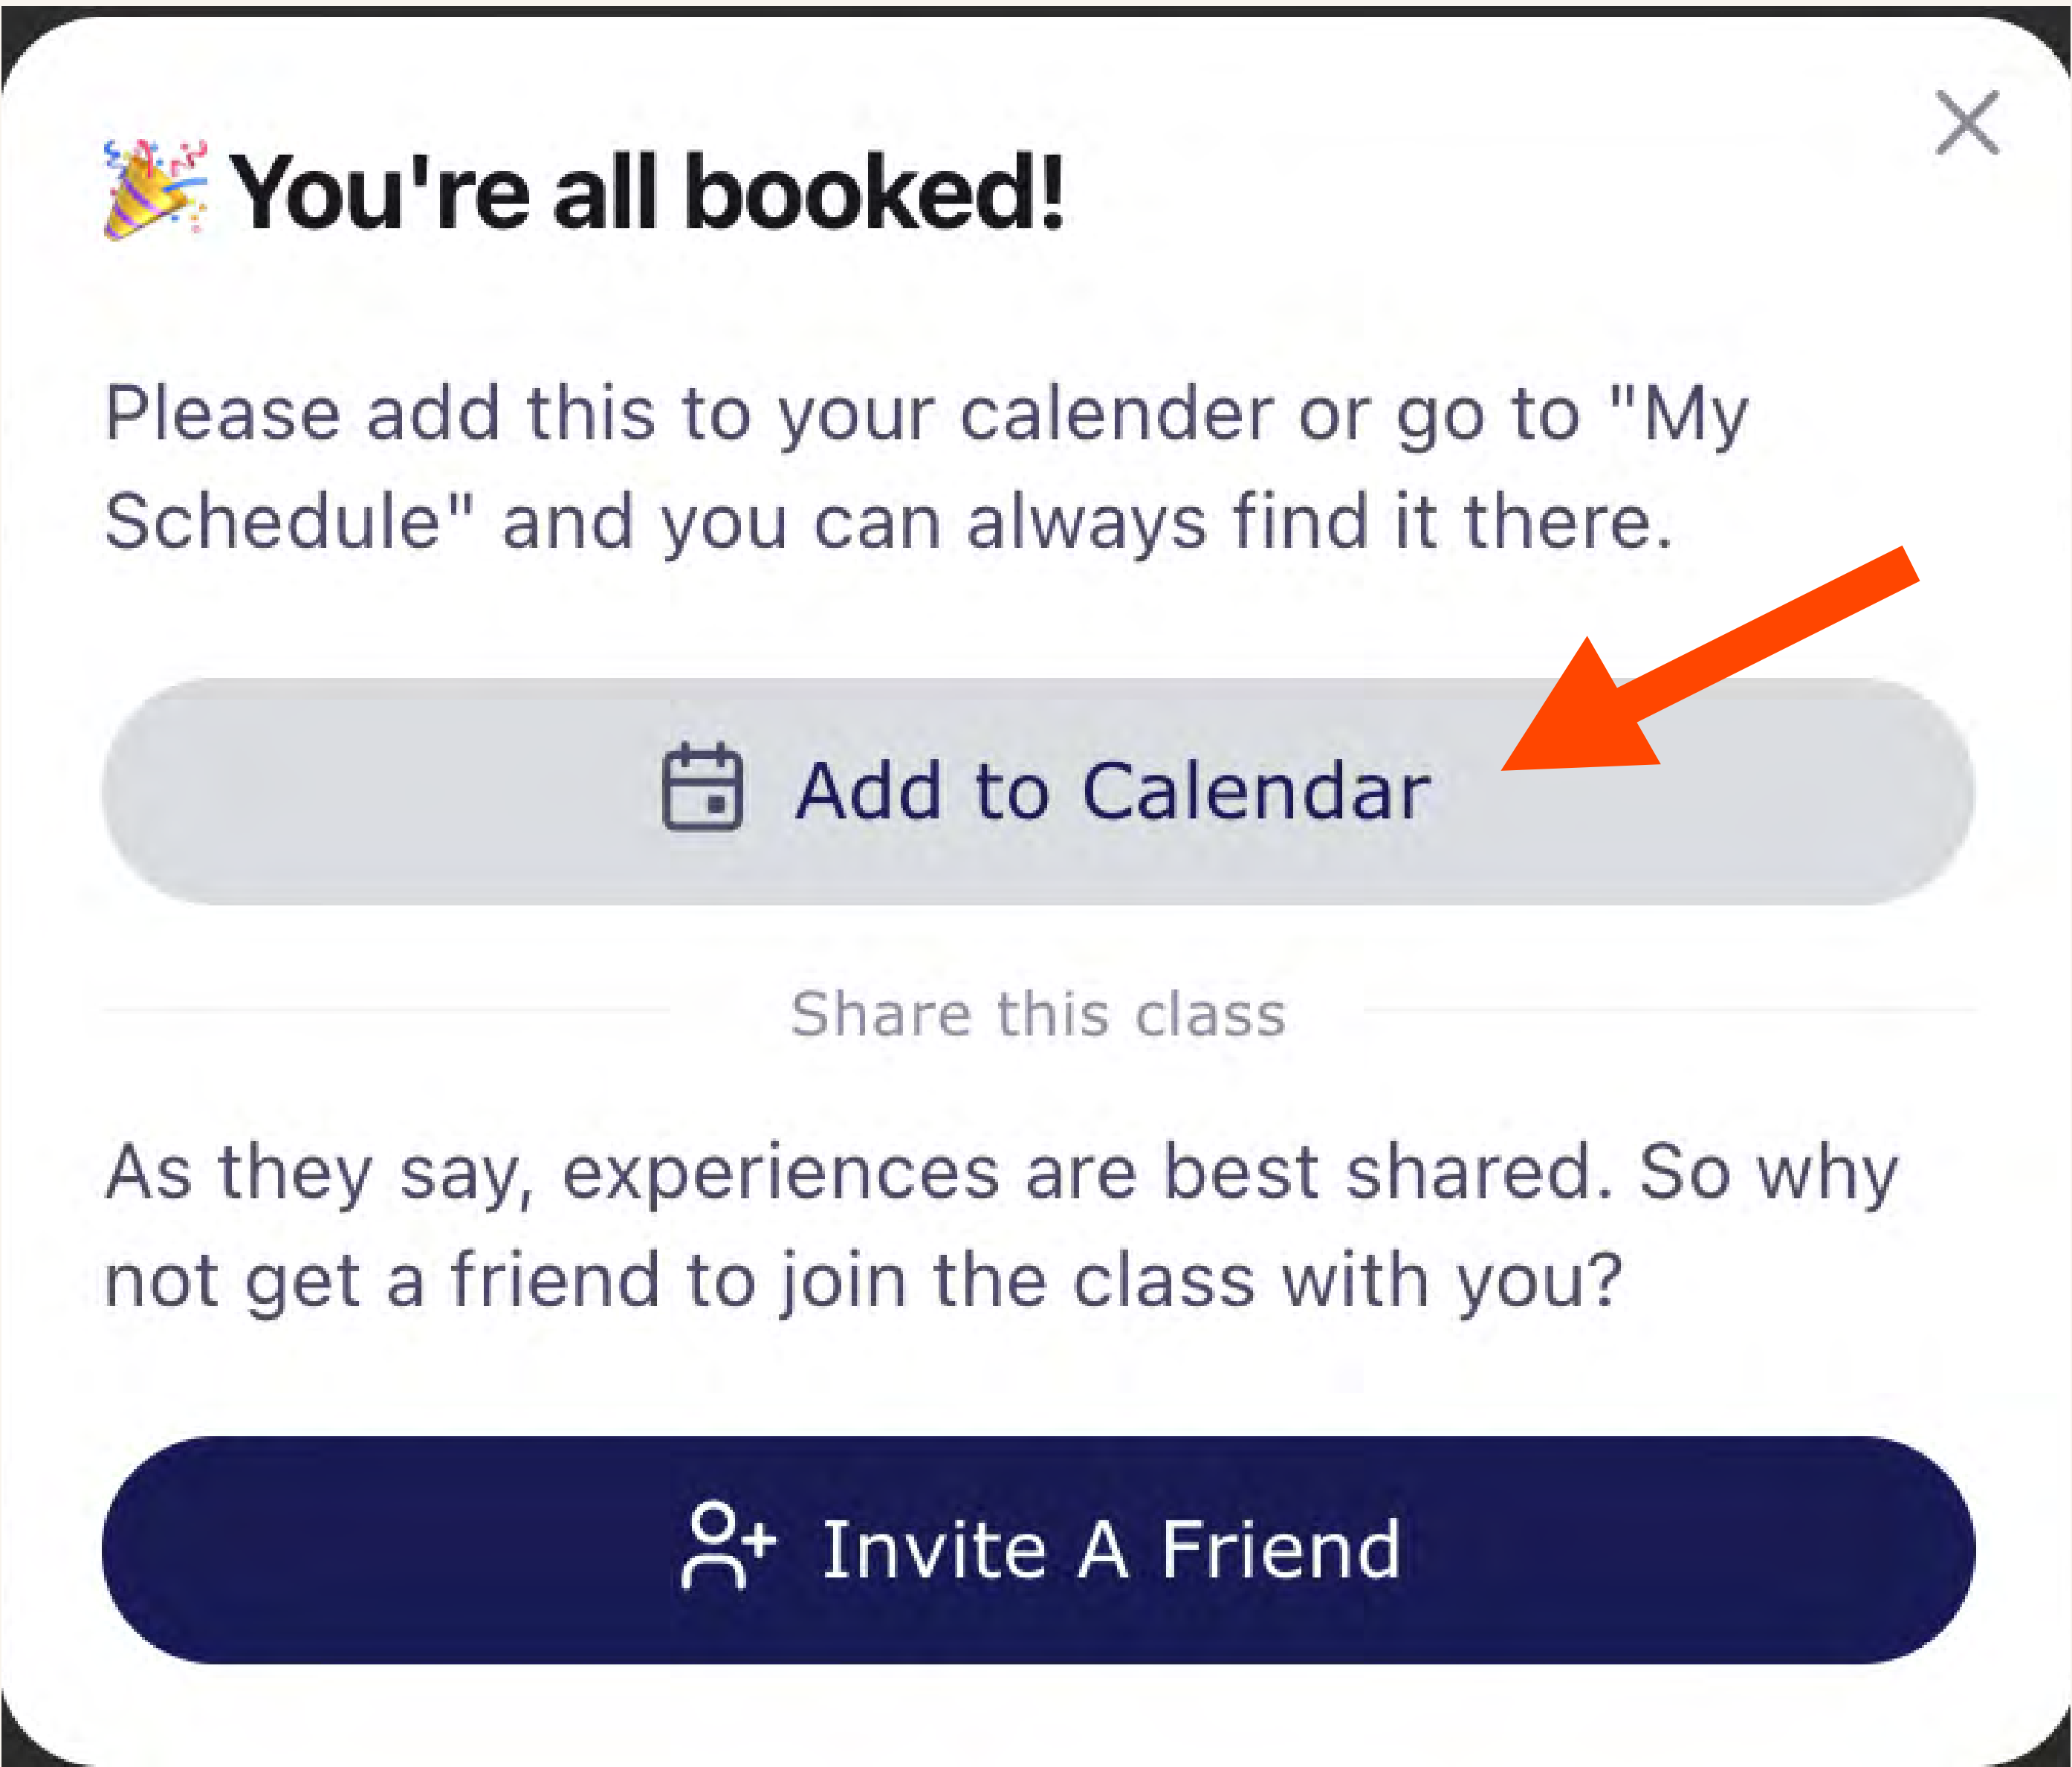 🎉 You're all booked!
Please add this to your calender or go to "My
Schedule" and you can always find it there.
Add to Calendar
Share this class
As they say, experiences are best shared. So why
not get a friend to join the class with you?
Invite A Friend